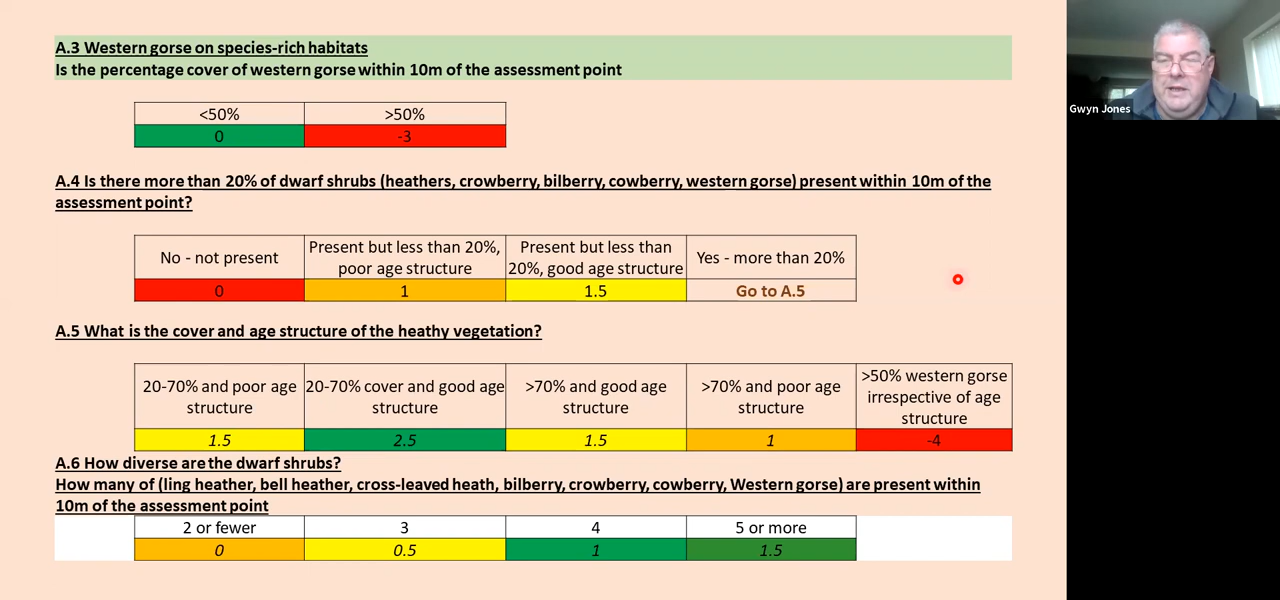 A.3 Western gorse on species-rich habitats
Is the percentage cover of western gorse within 10m of the assessment point
<50% >50%
0 -3
A.4 Is there more than 20% of dwarf shrubs (heathers, crowberry, bilberry, cowberry, western gorse) present within 10m of the
assessment point?
No - not present
Present but less than 20%,
poor age structure
Present but less than
20%, good age structure
Yes - more than 20%
0 1 1.5 Go to A.5
A.5 What is the cover and age structure of the heathy vegetation?
20-70% and poor age
structure
20-70% cover and good age
structure
>70% and good age
structure
>70% and poor age
structure
>50% western gorse
irrespective of age
structure
1.5 2.5 1.5 1 -4
A.6 How diverse are the dwarf shrubs?
How many of (ling heather, bell heather, cross-leaved heath, bilberry, crowberry, cowberry, Western gorse) are present within
10m of the assessment point
2 or fewer 3 4 5 or more
0 0.5 1 1.5
Gwyn Jones